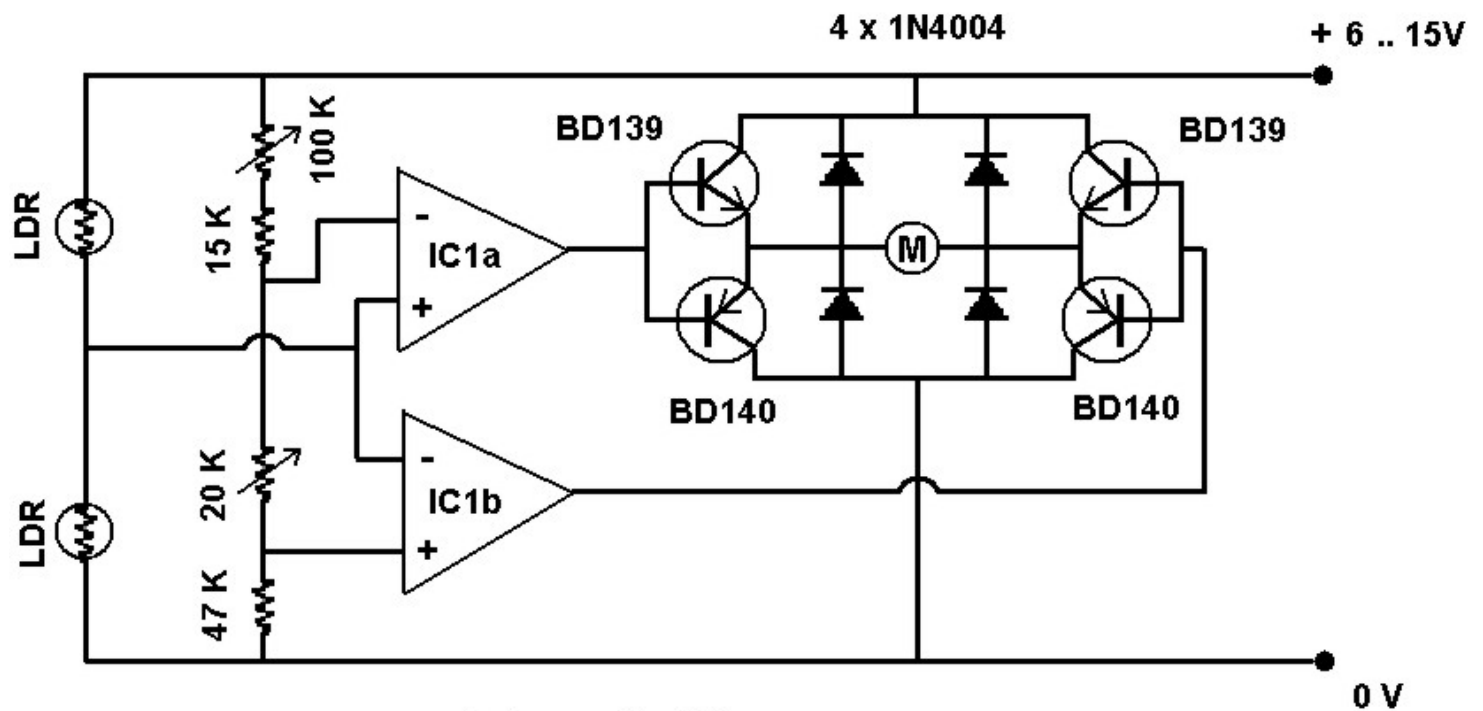 4 x 1N4004
+ 6 .. 15V
BD139
BD139
100 K
LDR
15 K
-
IC1a
+
M
BD140
BD140
20 K
-
IC1b
+
LDR
47 K
0 V